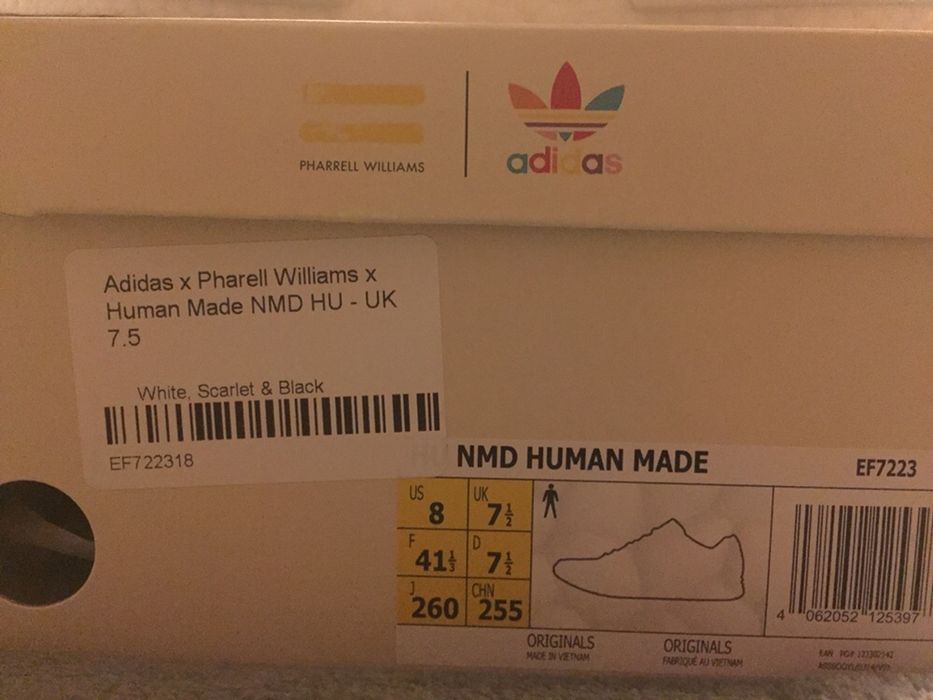 PHARRELL WILLIAMS
adidas
Adidas x Pharell Williams x
Human Made NMD HU - UK
7.5
White, Scarlet & Black
EF722318
HU NMD HUMAN MADE
EF7223
US 8 UK 7½
F 41⅓ D 7½
J 260 CHN 255
4 062052 125397
ORIGINALS
MADE IN VIETNAM
ORIGINALS
FABRIQUÉ AU VIETNAM
EAN